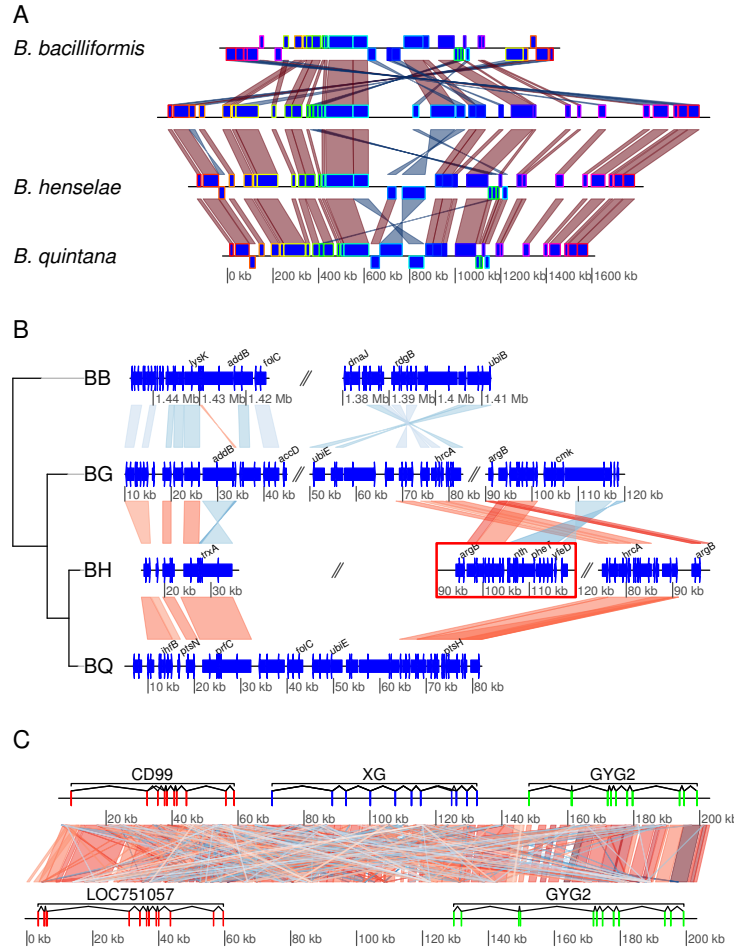 A
B. bacilliformis
B. henselae
B. quintana
0 kb 200 kb 400 kb 600 kb 800 kb 1000 kb 1200 kb 1400 kb 1600 kb
B
lysK addB folC dnaJ rdgB ubiB
BB
1.44 Mb 1.43 Mb 1.42 Mb 1.38 Mb 1.39 Mb 1.4 Mb 1.41 Mb
addB accD ubiE hrcA argB cmk
BG
10 kb 20 kb 30 kb 40 kb 50 kb 60 kb 70 kb 80 kb 90 kb 100 kb 110 kb 120 kb
trxA argB nth pheT yfeD hrcA argB
BH
20 kb 30 kb 90 kb 100 kb 110 kb 120 kb 80 kb 90 kb
ihfB ptsN prfC folC ubiE ptsH
BQ
10 kb 20 kb 30 kb 40 kb 50 kb 60 kb 70 kb 80 kb
C
CD99 XG GYG2
20 kb 40 kb 60 kb 80 kb 100 kb 120 kb 140 kb 160 kb 180 kb 200 kb
LOC751057 GYG2
0 kb 20 kb 40 kb 60 kb 80 kb 100 kb 120 kb 140 kb 160 kb 180 kb 200 kb